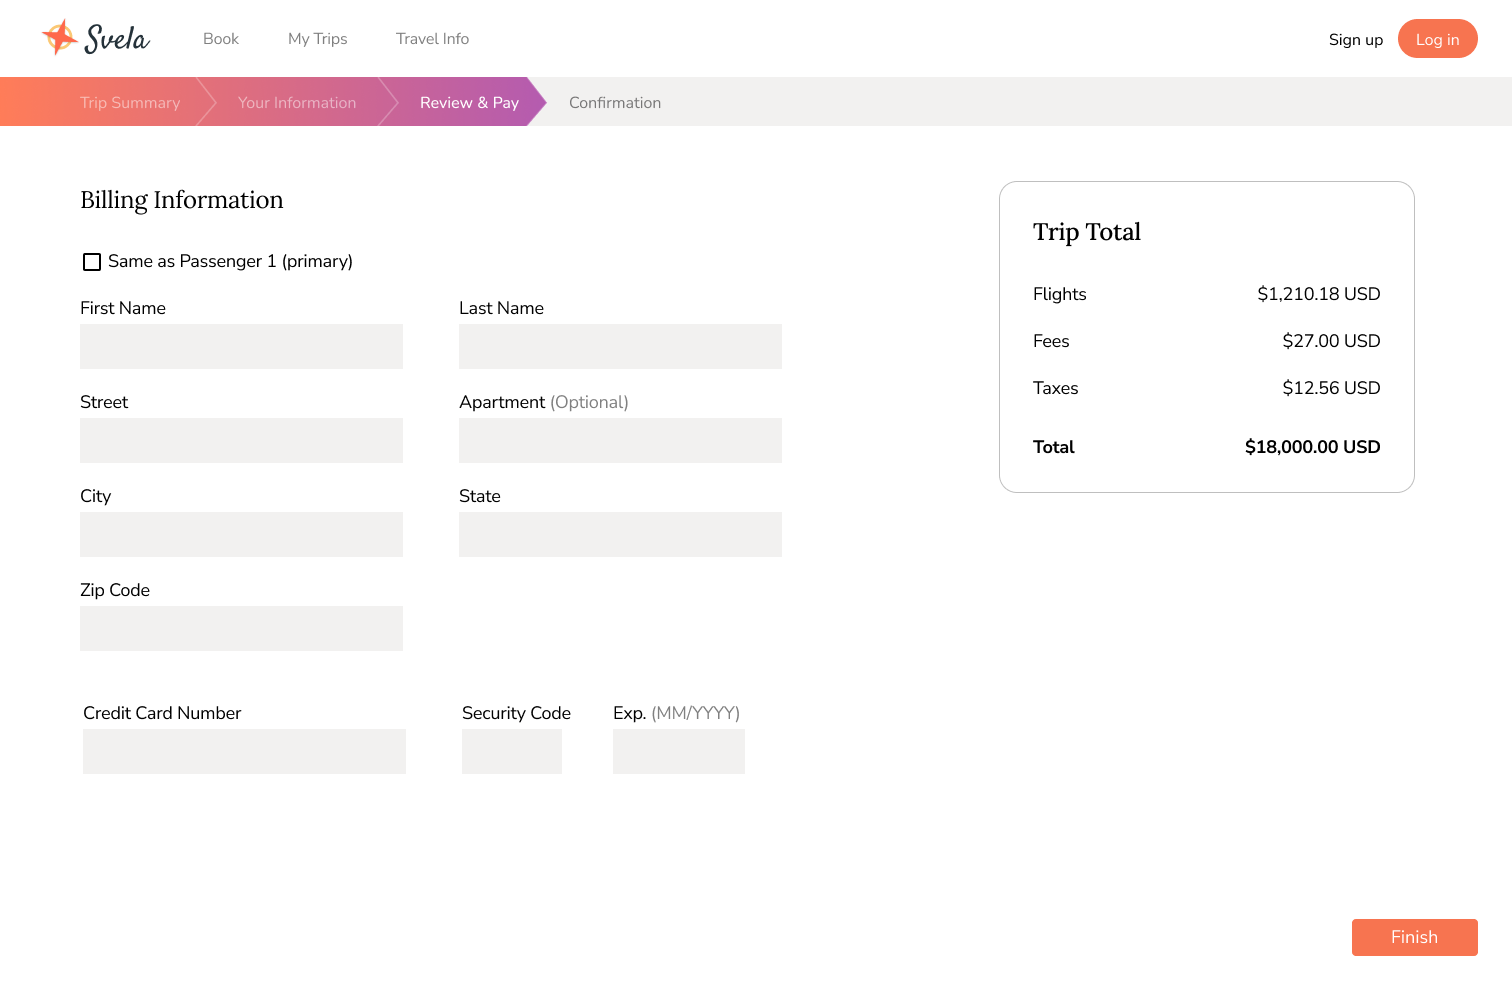 Svela
Book
My Trips
Travel Info
Sign up
Log in
Trip Summary
Your Information
Review & Pay
Confirmation
Billing Information
Same as Passenger 1 (primary)
First Name
Last Name
Street
Apartment (Optional)
City
State
Zip Code
Credit Card Number
Security Code
Exp. (MM/YYYY)
Trip Total
Flights $1,210.18 USD
Fees $27.00 USD
Taxes $12.56 USD
Total $18,000.00 USD
Finish